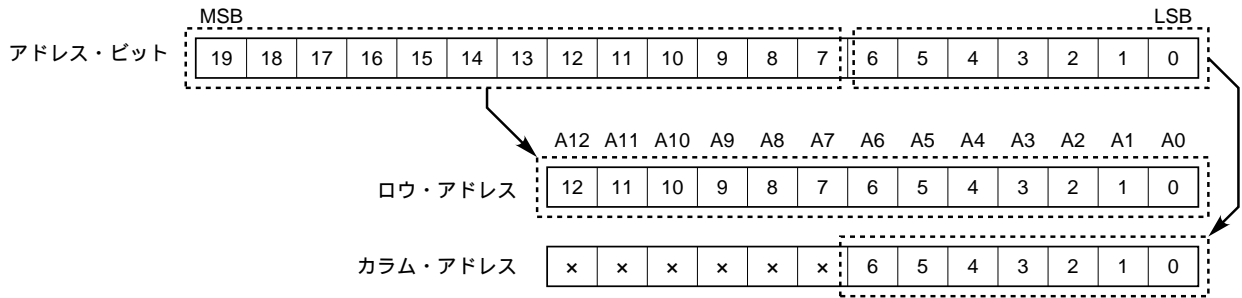 MSB LSB
アドレス・ビット 19 18 17 16 15 14 13 12 11 10 9 8 7 6 5 4 3 2 1 0
A12 A11 A10 A9 A8 A7 A6 A5 A4 A3 A2 A1 A0
ロウ・アドレス 12 11 10 9 8 7 6 5 4 3 2 1 0
カラム・アドレス × × × × × × 6 5 4 3 2 1 0